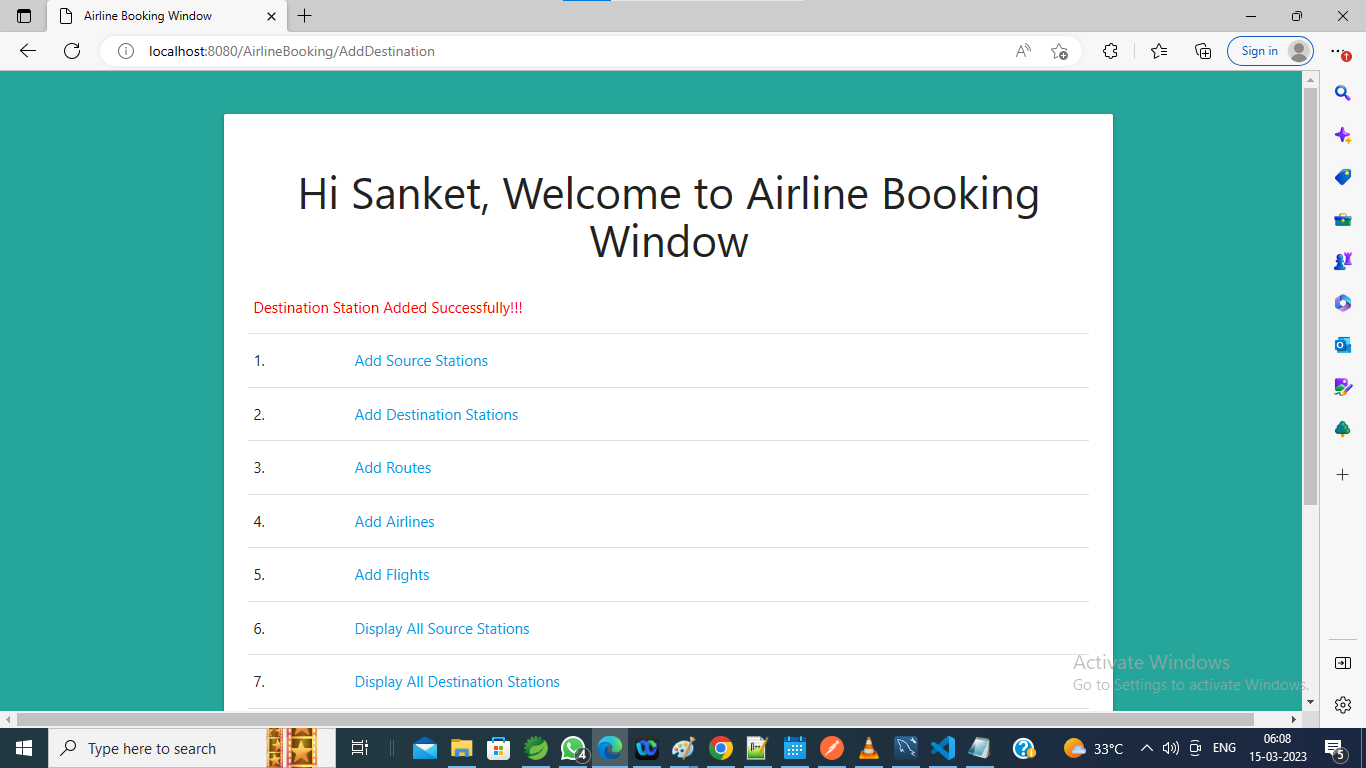 Airline Booking Window
localhost:8080/AirlineBooking/AddDestination
Sign in
Hi Sanket, Welcome to Airline Booking
Window
Destination Station Added Successfully!!!
1. Add Source Stations
2. Add Destination Stations
3. Add Routes
4. Add Airlines
5. Add Flights
6. Display All Source Stations
7. Display All Destination Stations
Activate Windows
Go to Settings to activate Windows.
Type here to search
4
33°C
ENG
06:08
15-03-2023
5